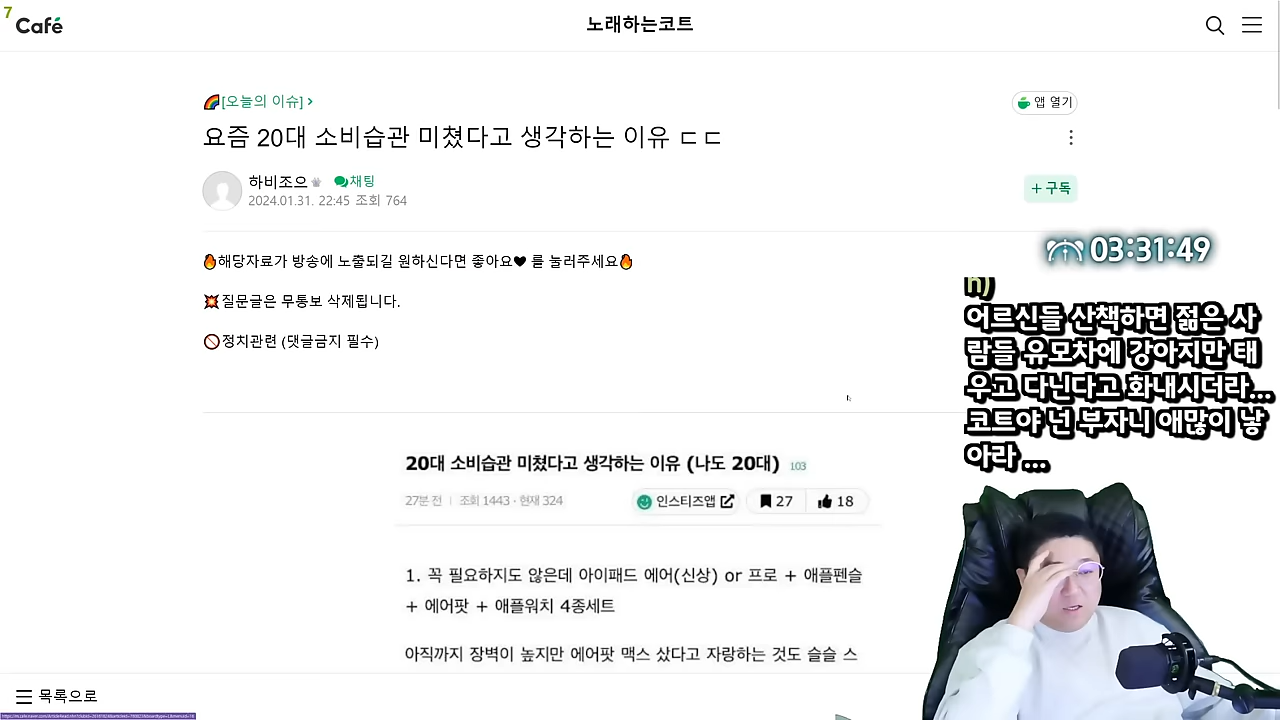 7
Café
노래하는코트
[오늘의 이슈] >
앱 열기
요즘 20대 소비습관 미쳤다고 생각하는 이유 ㄷㄷ
하비조으 채팅
2024.01.31. 22:45 조회 764
+ 구독
🔥해당자료가 방송에 노출되길 원하신다면 좋아요♥ 를 눌러주세요🔥
💥질문글은 무통보 삭제됩니다.
🚫정치관련 (댓글금지 필수)
03:31:49
n)
어르신들 산책하면 젊은 사
람들 유모차에 강아지만 태
우고 다닌다고 화내시더라...
코트야 넌 부자니 애많이 낳
아라 ...
20대 소비습관 미쳤다고 생각하는 이유 (나도 20대) 103
27분 전 | 조회 1443 · 현재 324
인스티즈앱
27
18
1. 꼭 필요하지도 않은데 아이패드 에어(신상) or 프로 + 애플펜슬
+ 에어팟 + 애플워치 4종세트
아직까지 장벽이 높지만 에어팟 맥스 샀다고 자랑하는 것도 슬슬 스
목록으로